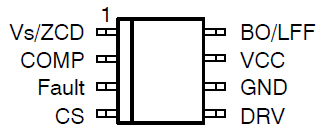 1
Vs/ZCD BO/LFF
COMP VCC
Fault GND
CS DRV